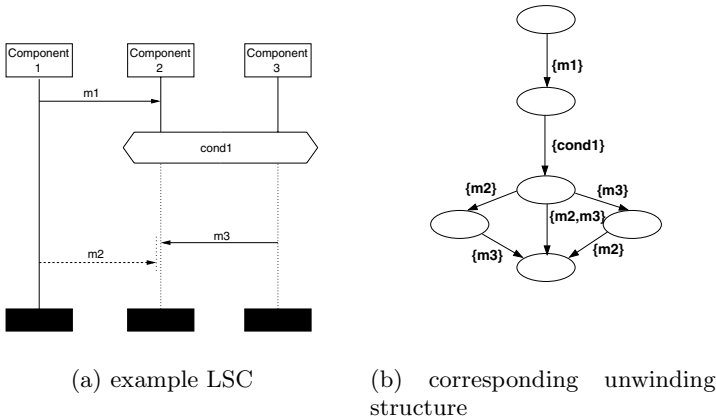 Component
1
Component
2
Component
3
m1
cond1
m3
m2
{m1}
{cond1}
{m2}
{m3}
{m2,m3}
{m3}
{m2}
(a) example LSC
(b) corresponding unwinding
structure